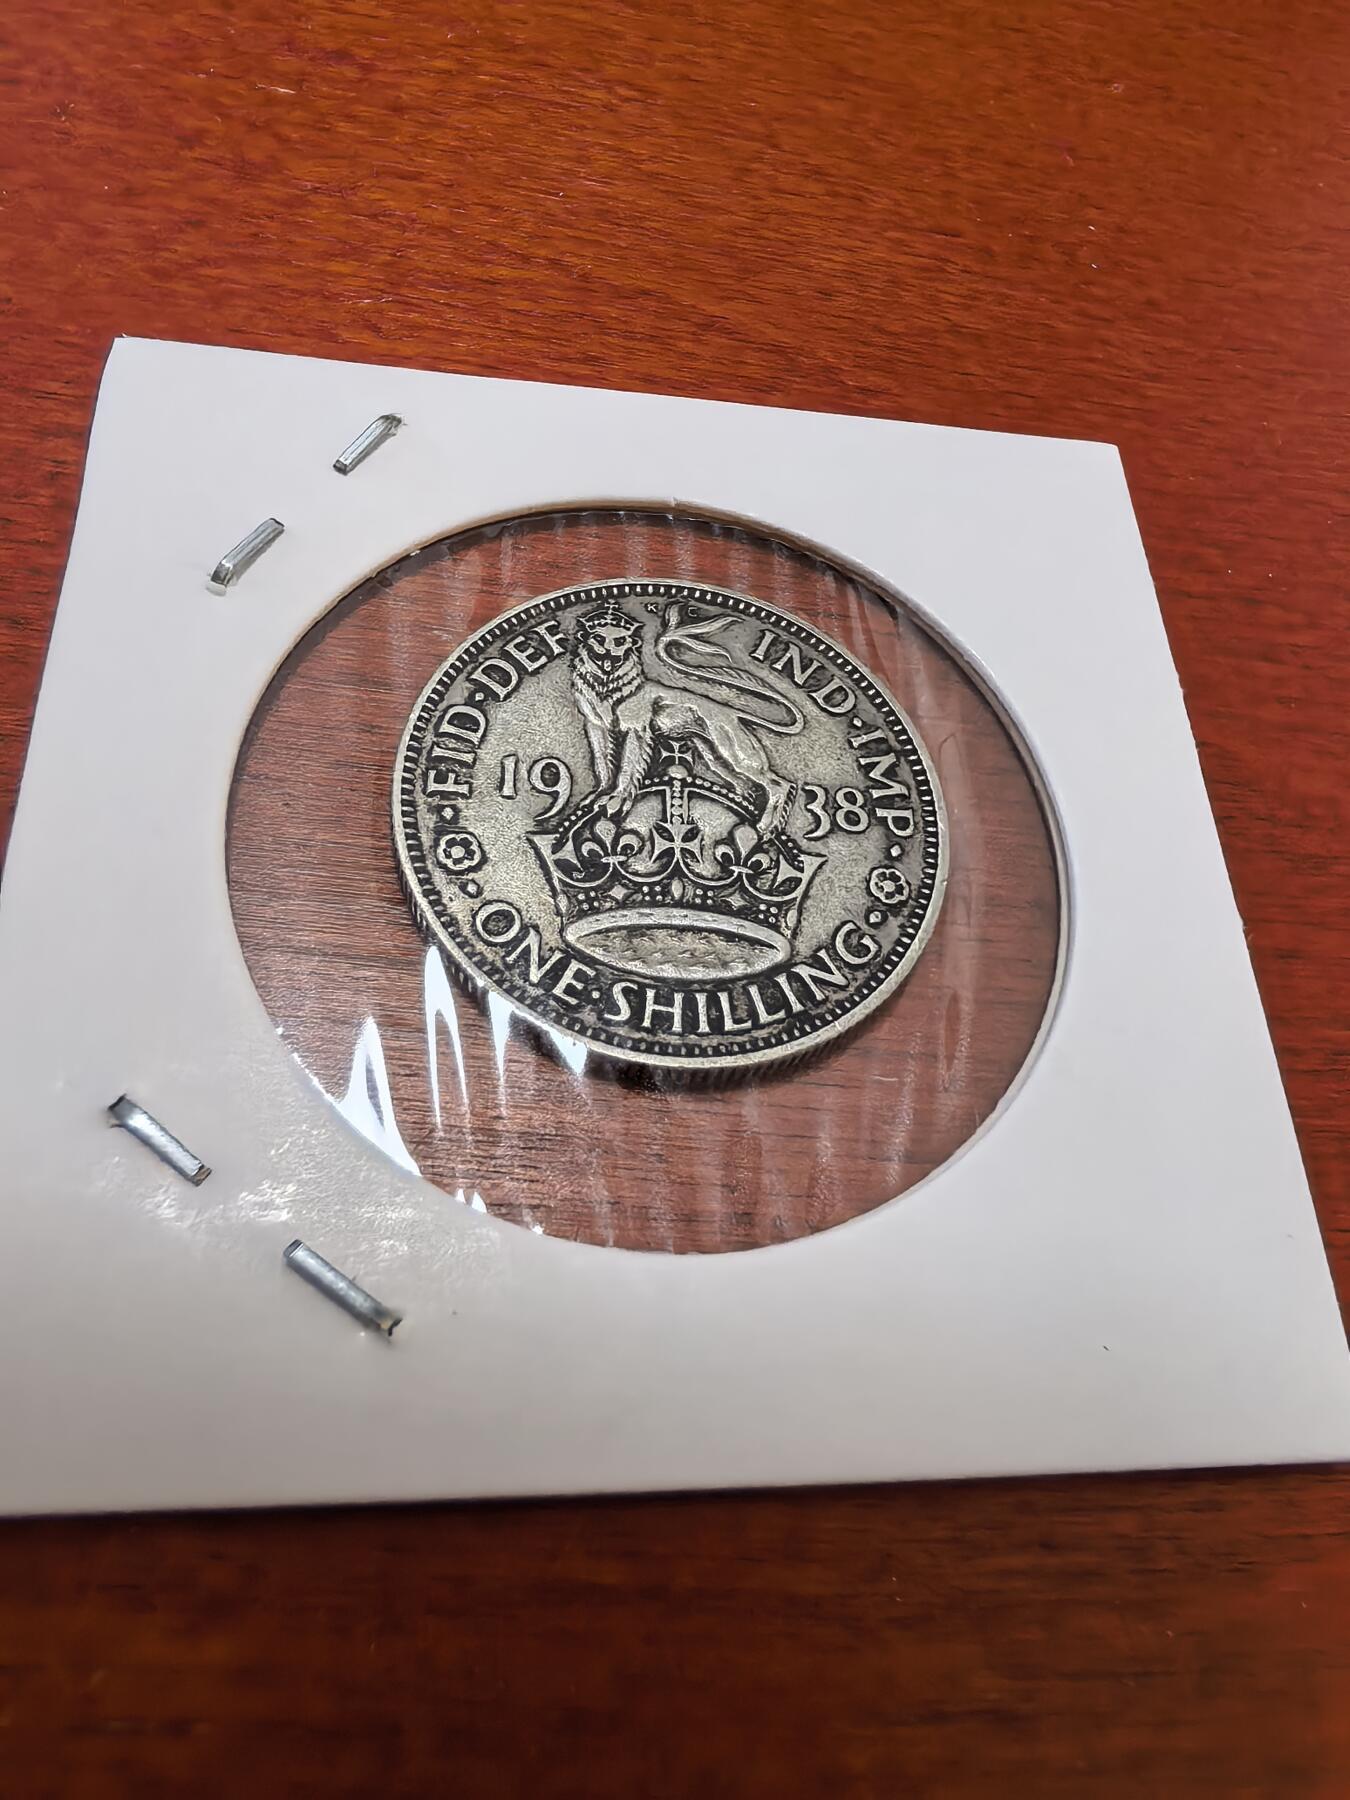 ·FID·DEF
K C
IND·IMP·
19 38
·ONE·SHILLING·